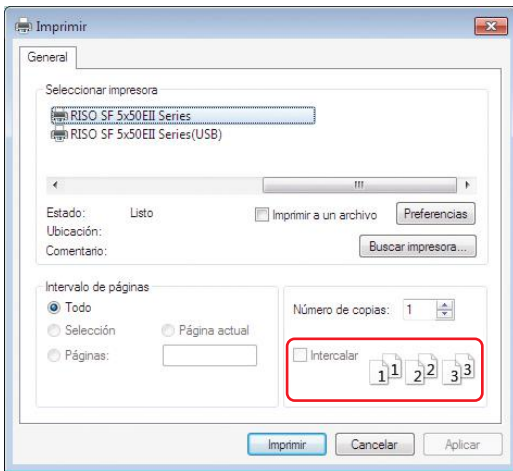 Imprimir
General
Seleccionar impresora
RISO SF 5x50EII Series
RISO SF 5x50EII Series(USB)
Estado: Listo
Imprimir a un archivo
Preferencias
Ubicación:
Comentario:
Buscar impresora...
Intervalo de páginas
Todo
Selección
Página actual
Páginas:
Número de copias: 1
Intercalar
1 1 2 2 3 3
Imprimir
Cancelar
Aplicar